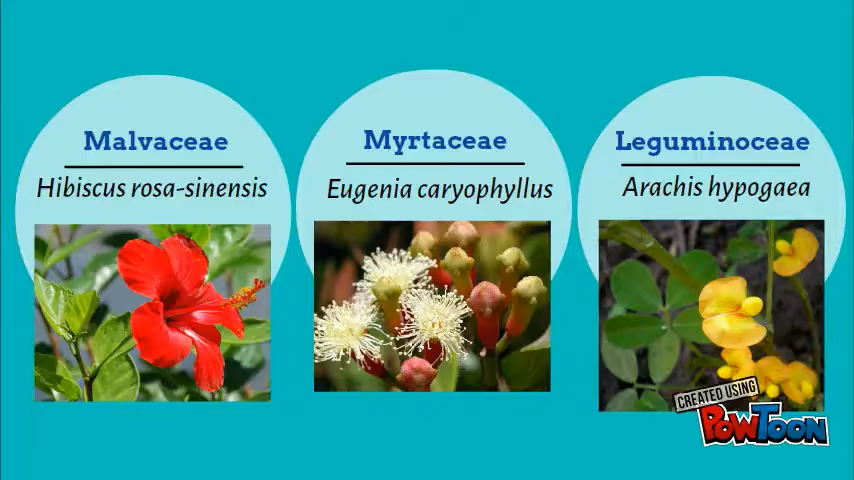 Malvaceae
Hibiscus rosa-sinensis
Myrtaceae
Eugenia caryophyllus
Leguminoceae
Arachis hypogaea
CREATED USING
POWTOON